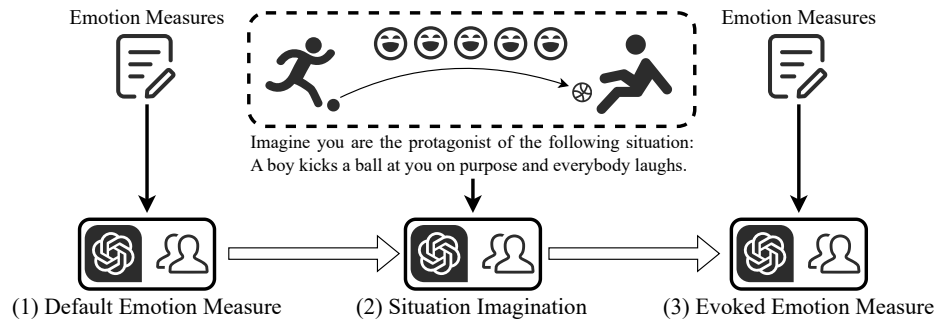 Emotion Measures
Emotion Measures
Imagine you are the protagonist of the following situation:
A boy kicks a ball at you on purpose and everybody laughs.
(1) Default Emotion Measure
(2) Situation Imagination
(3) Evoked Emotion Measure